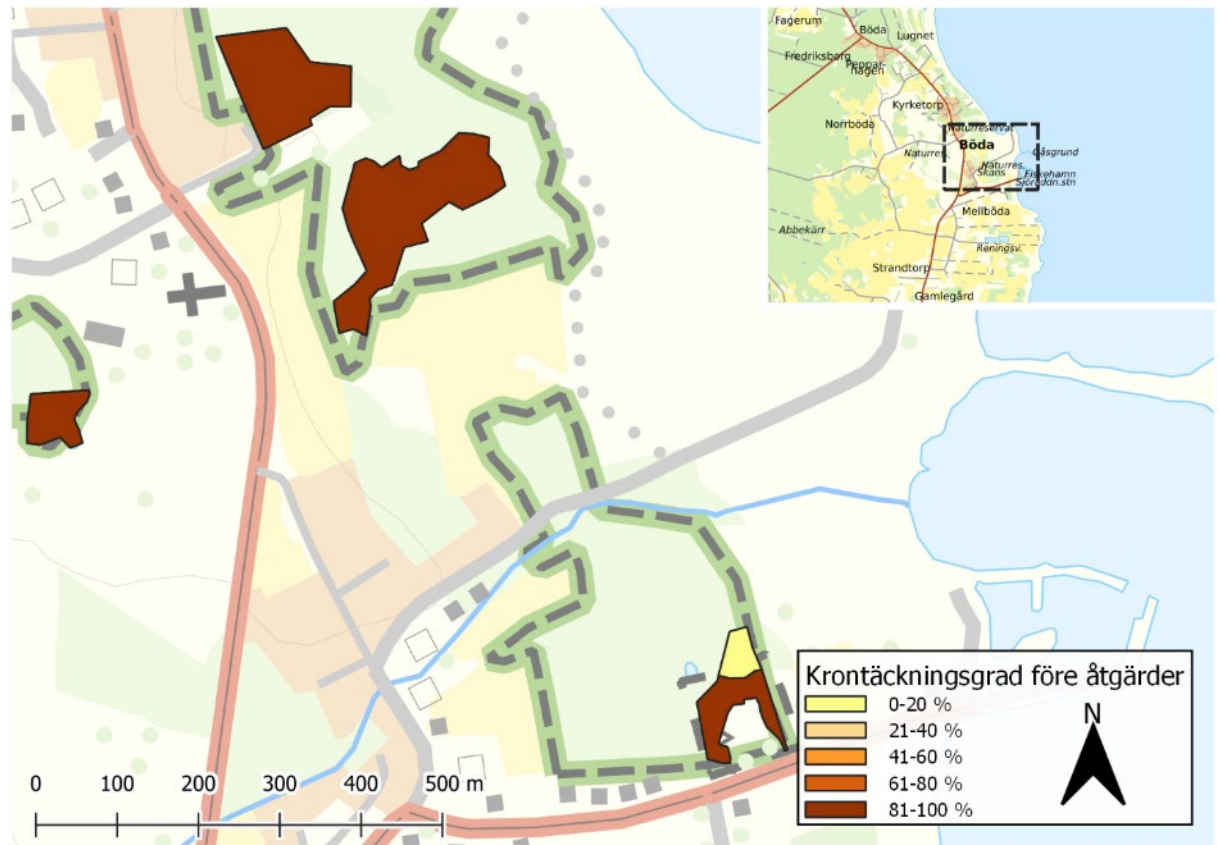 Fagerum
Böda
Lugnet
Fredriksborg
Peppar-
hagen
Kyrketorp
Norrböda
Naturreservat
Böda
Naturres.
Gåsgrund
Naturres.
Skans
Fiskehamn
Sjöräddn.stn
Mellböda
Abbekärr
Reningsv.
Strandtorp
Gamlegård
Krontäckningsgrad före åtgärder
0-20 %
21-40 %
41-60 %
61-80 %
81-100 %
N
0 100 200 300 400 500 m